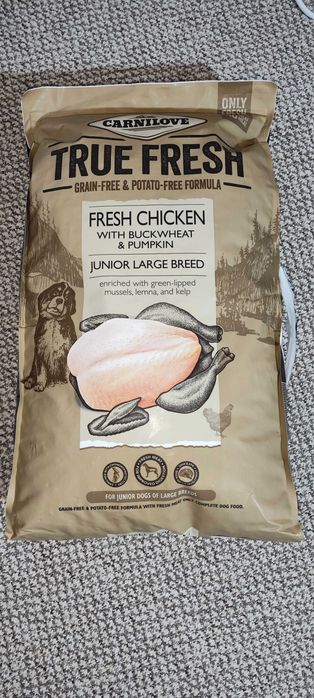 ONLY
FRESH
CARNILOVE
TRUE FRESH
GRAIN-FREE & POTATO-FREE FORMULA
FRESH CHICKEN
WITH BUCKWHEAT
& PUMPKIN
JUNIOR LARGE BREED
enriched with green-lipped
mussels, lemna, and kelp
FOR JUNIOR DOGS OF LARGE BREEDS
GRAIN-FREE & POTATO-FREE FORMULA WITH FRESH MEAT ONLY. COMPLETE DOG FOOD.